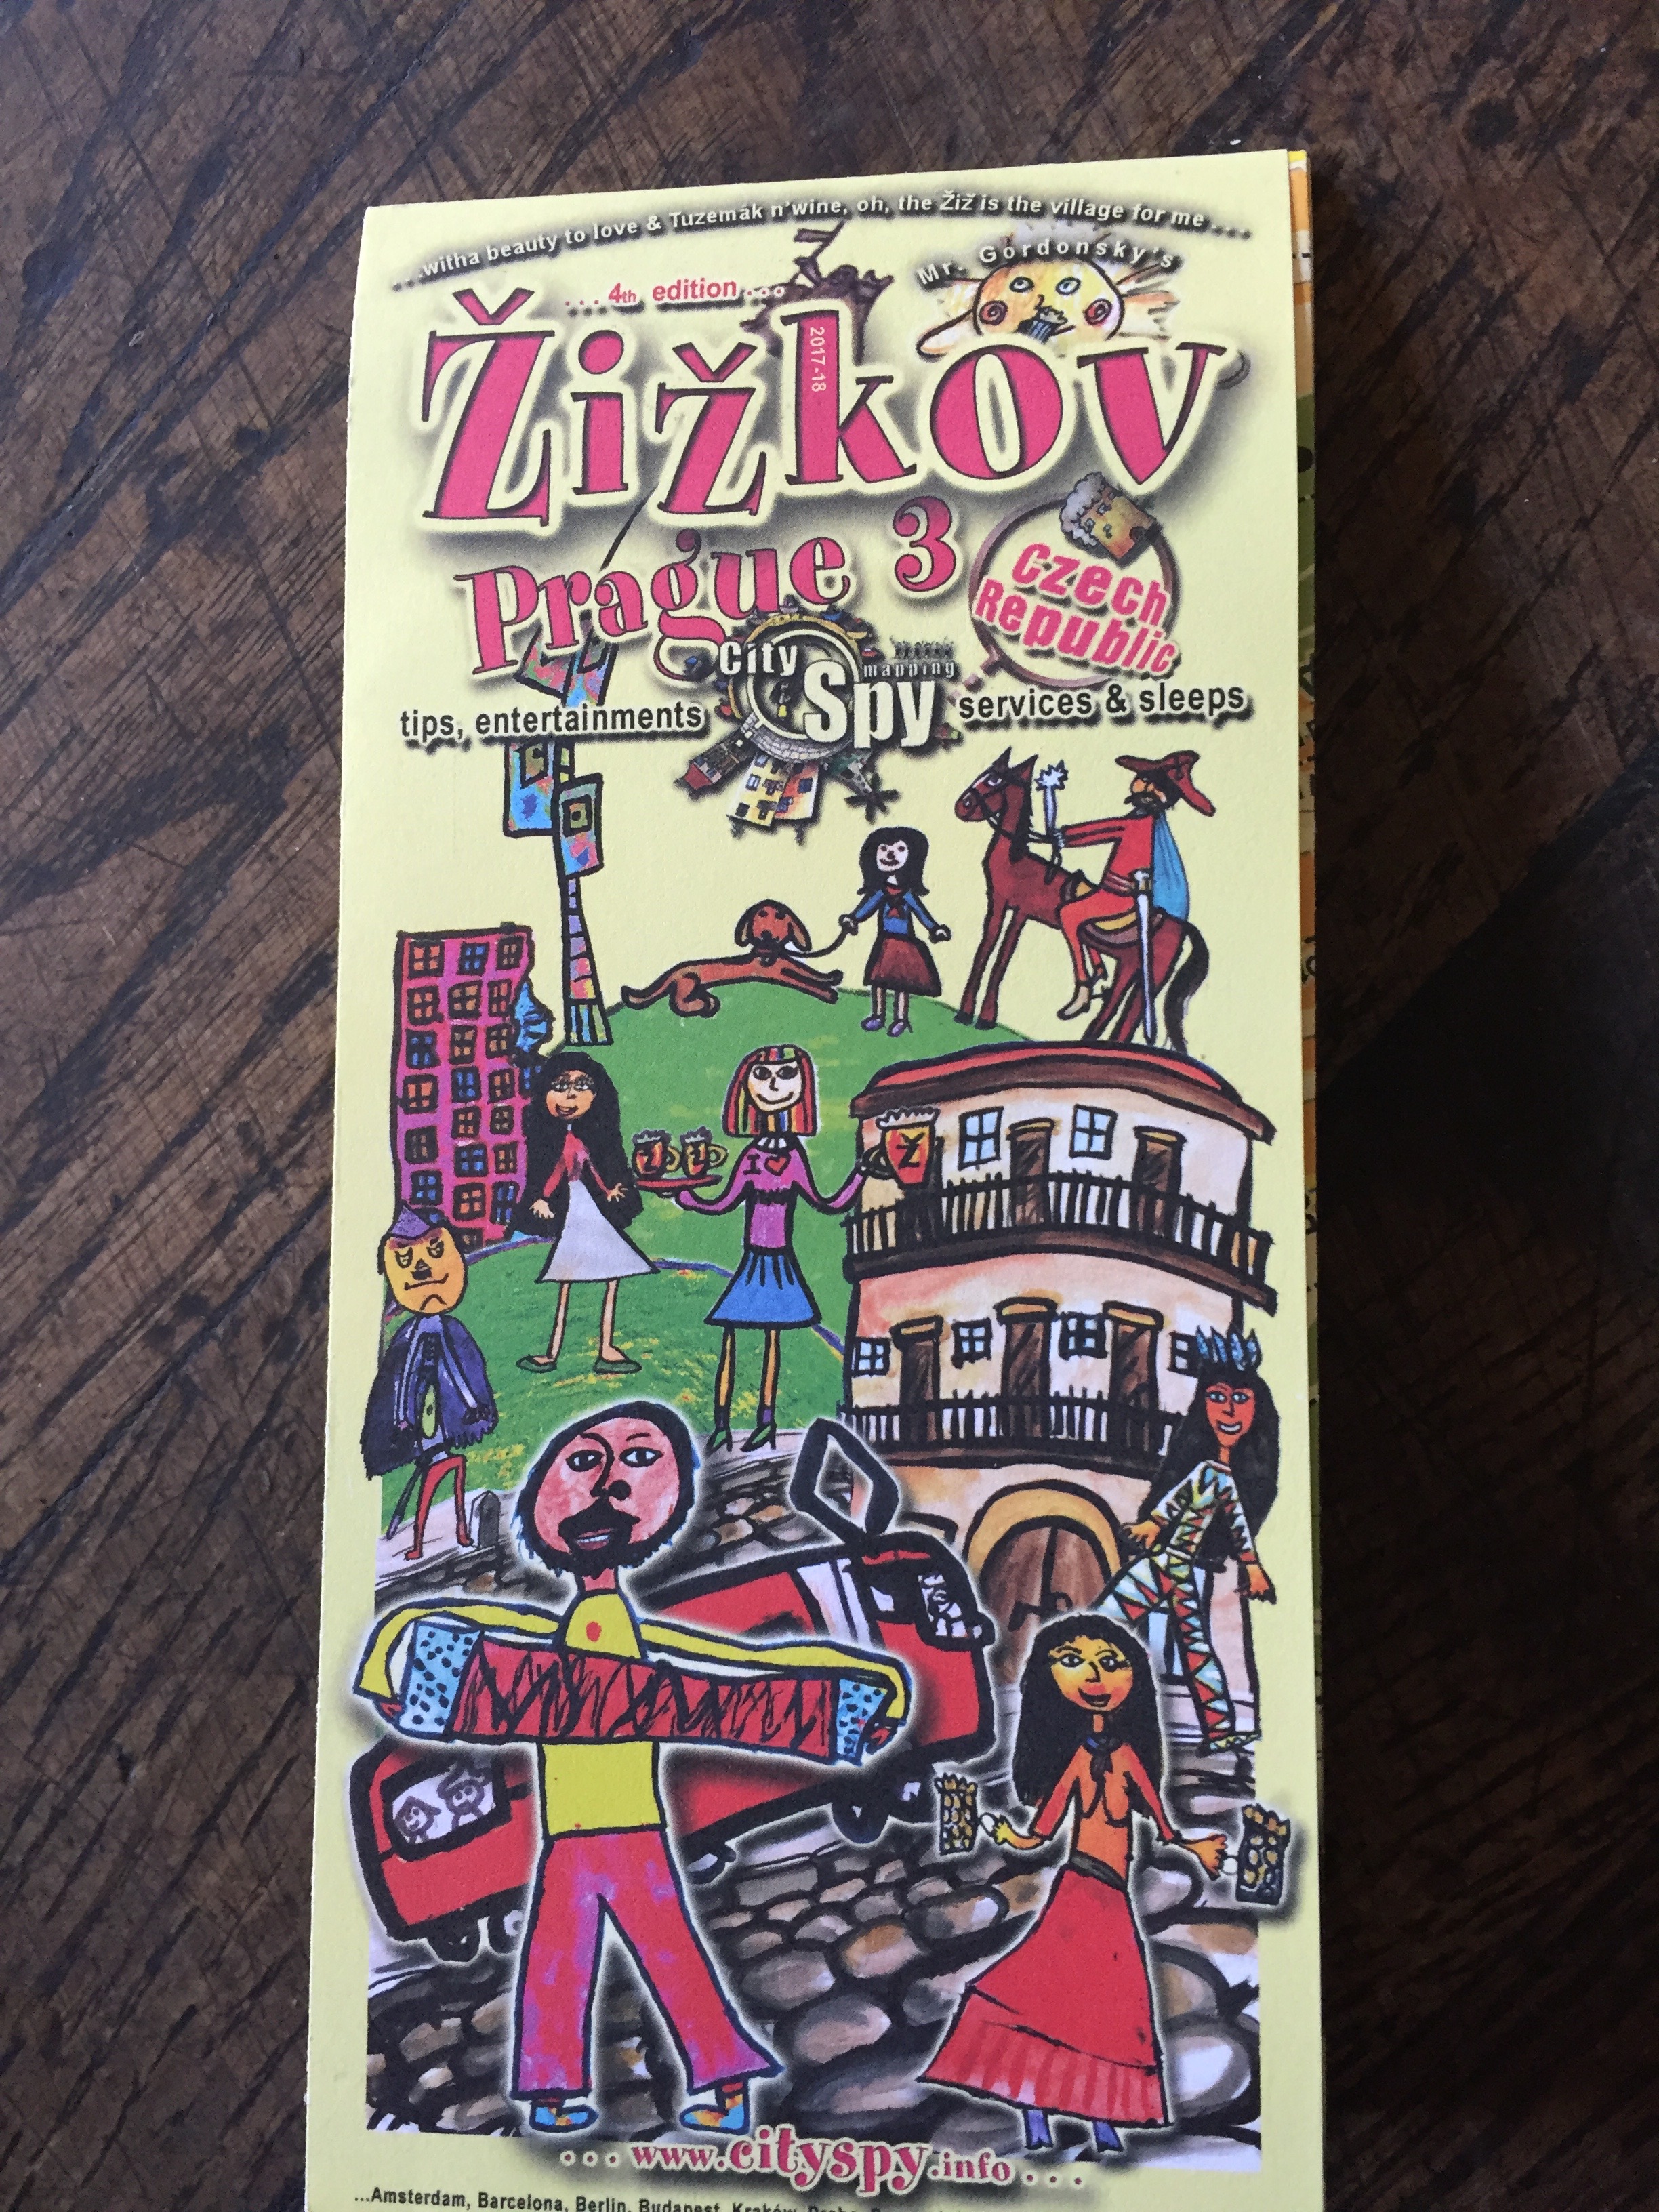 ...witha beauty to love & Tuzemák n'wine, oh, the Žiž is the village for me...
Mr. Gordonsky's
...4th edition...
2017-18
Žižkov
Prague 3
Czech
Republic
City
Spy
mapping
tips, entertainments
services & sleeps
I
Ž
Ž
Ž
...www.cityspy.info...
...Amsterdam, Barcelona, Berlin, Budapest, Kraków, Praha,